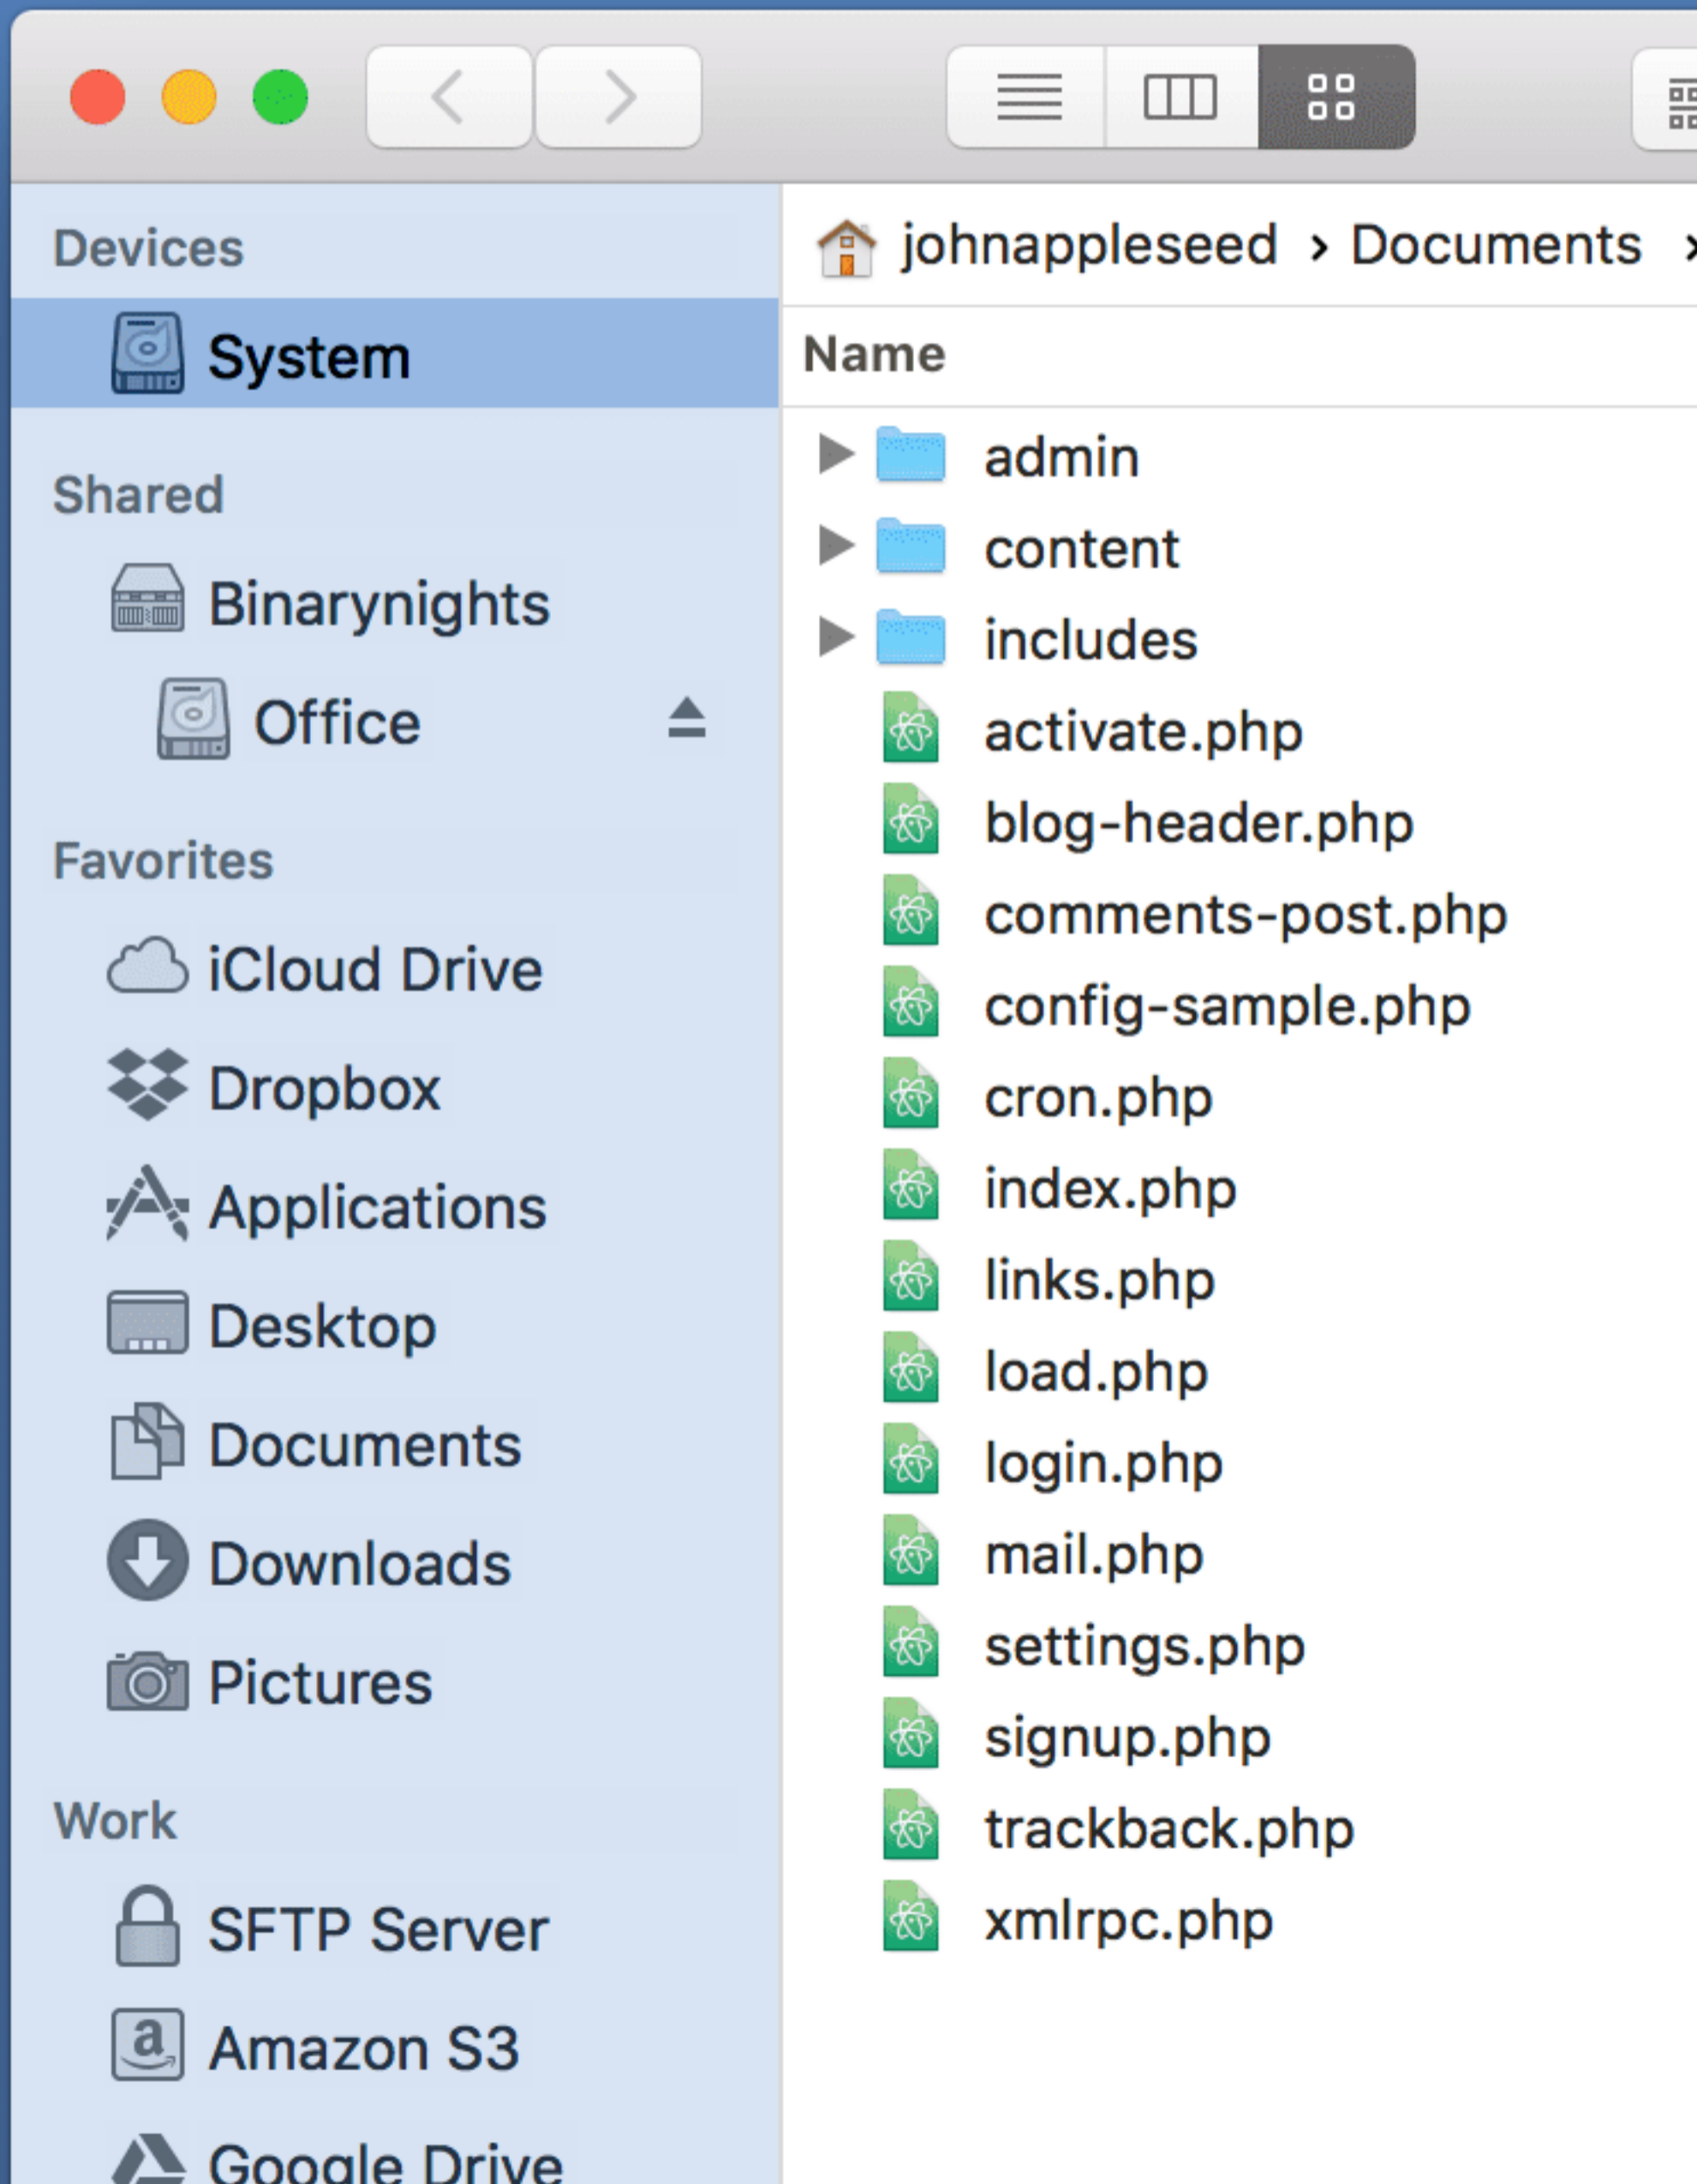 Devices
System
Shared
Binarynights
Office
Favorites
iCloud Drive
Dropbox
Applications
Desktop
Documents
Downloads
Pictures
Work
SFTP Server
Amazon S3
Google Drive
johnappleseed › Documents ›
Name
admin
content
includes
activate.php
blog-header.php
comments-post.php
config-sample.php
cron.php
index.php
links.php
load.php
login.php
mail.php
settings.php
signup.php
trackback.php
xmlrpc.php